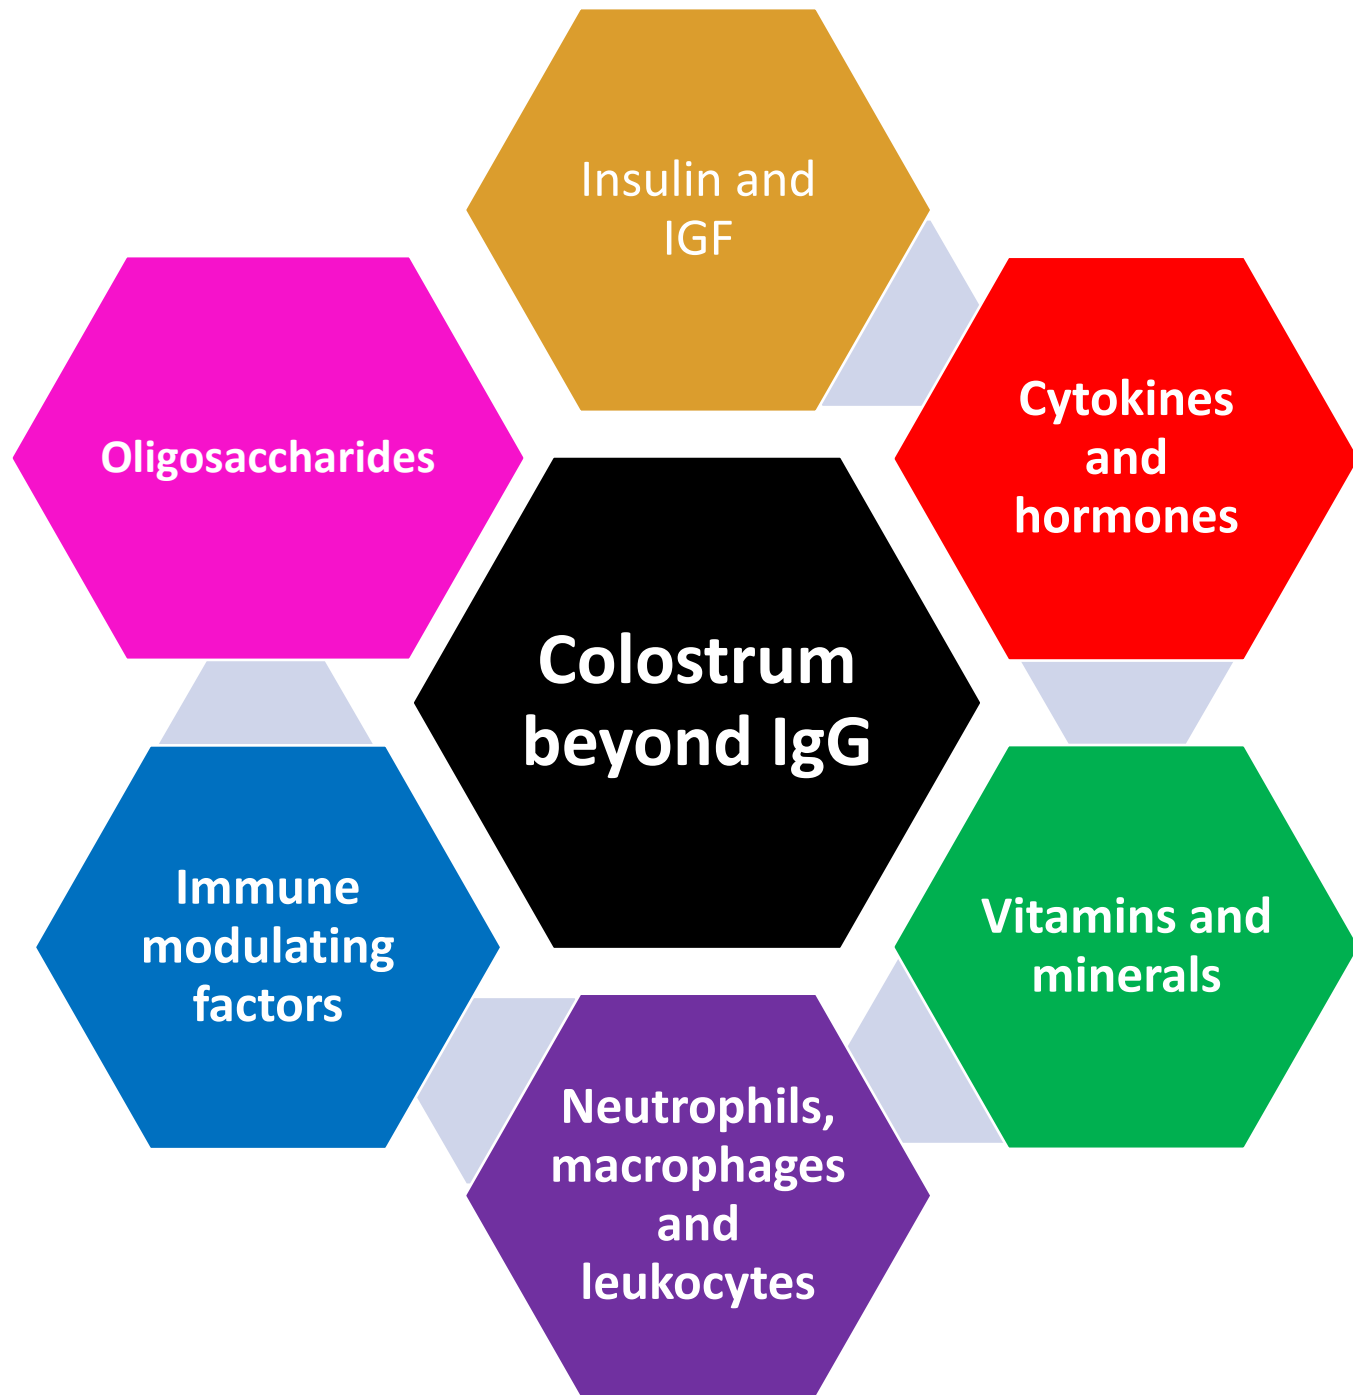 Insulin and
IGF
Cytokines
and
hormones
Oligosaccharides
Colostrum
beyond IgG
Immune
modulating
factors
Vitamins and
minerals
Neutrophils,
macrophages
and
leukocytes